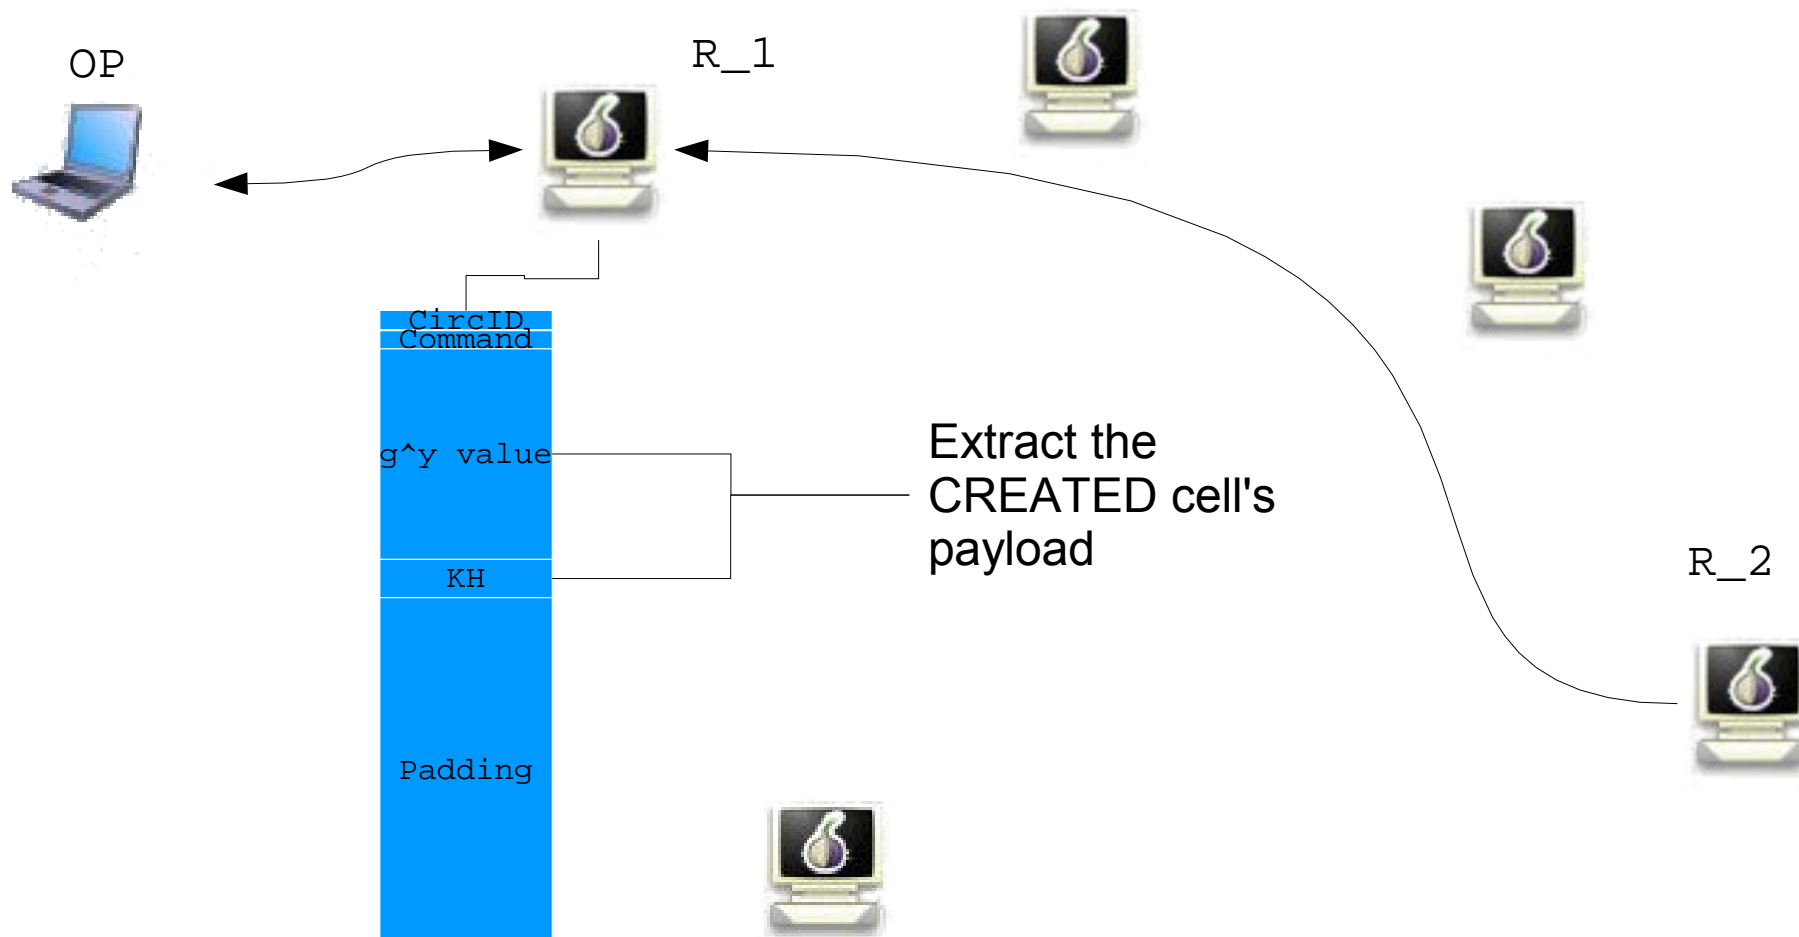 OP
R_1
CircID
Command
g^y value
KH
Padding
Extract the
CREATED cell's
payload
R_2